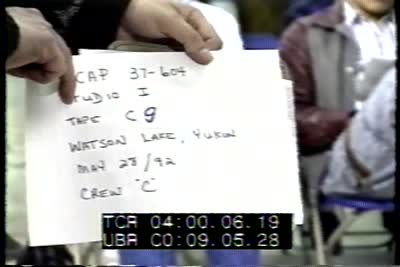 CAP 37-604
STUDIO I
TAPE C9
WATSON LAKE, YUKON
MAY 28/92
CREW "C"
TCR 04:00.06.19
UBR C0:09.05.28